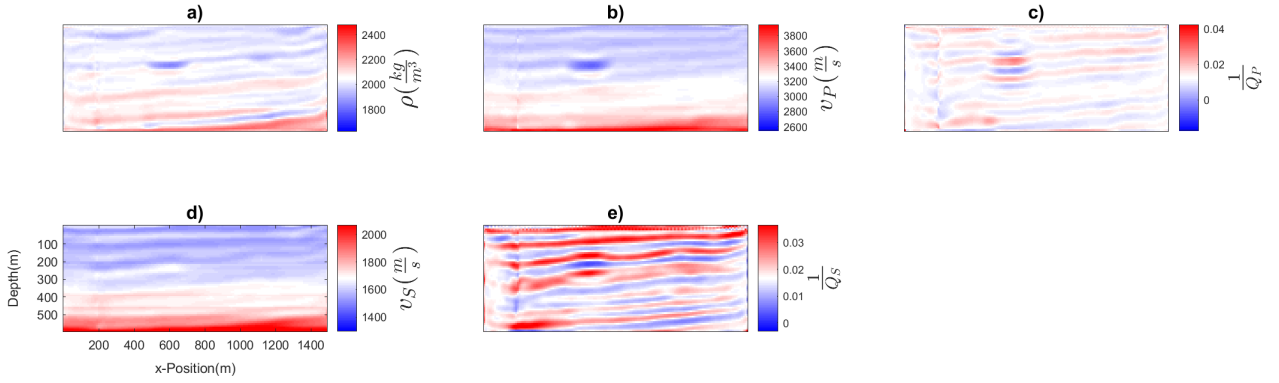 a)
2400
2200
2000
1800
ρ(kg/m³)
b)
3800
3600
3400
3200
3000
2800
2600
v_P(m/s)
c)
0.04
0.02
0
1/Q_P
d)
Depth(m)
100
200
300
400
500
200 400 600 800 1000 1200 1400
x-Position(m)
2000
1800
1600
1400
v_S(m/s)
e)
0.03
0.02
0.01
0
1/Q_S